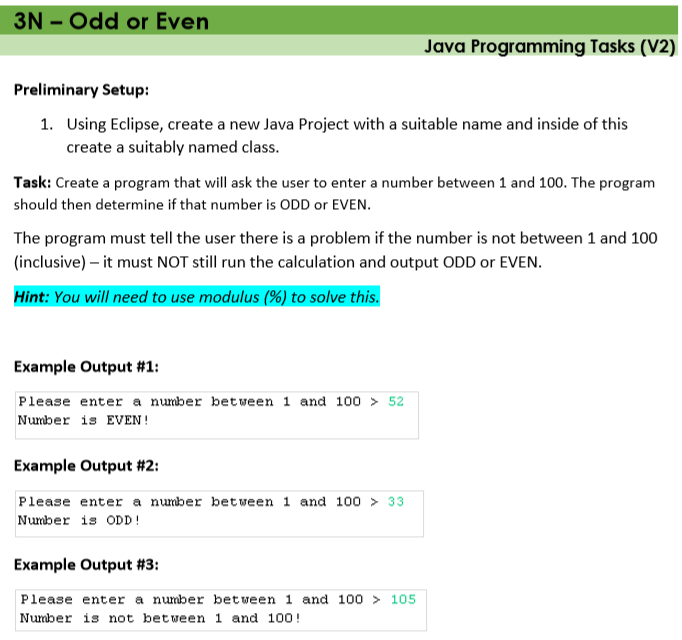 3N – Odd or Even
Java Programming Tasks (V2)
Preliminary Setup:
1. Using Eclipse, create a new Java Project with a suitable name and inside of this
create a suitably named class.
Task: Create a program that will ask the user to enter a number between 1 and 100. The program
should then determine if that number is ODD or EVEN.
The program must tell the user there is a problem if the number is not between 1 and 100
(inclusive) – it must NOT still run the calculation and output ODD or EVEN.
Hint: You will need to use modulus (%) to solve this.
Example Output #1:
Please enter a number between 1 and 100 > 52
Number is EVEN!
Example Output #2:
Please enter a number between 1 and 100 > 33
Number is ODD!
Example Output #3:
Please enter a number between 1 and 100 > 105
Number is not between 1 and 100!